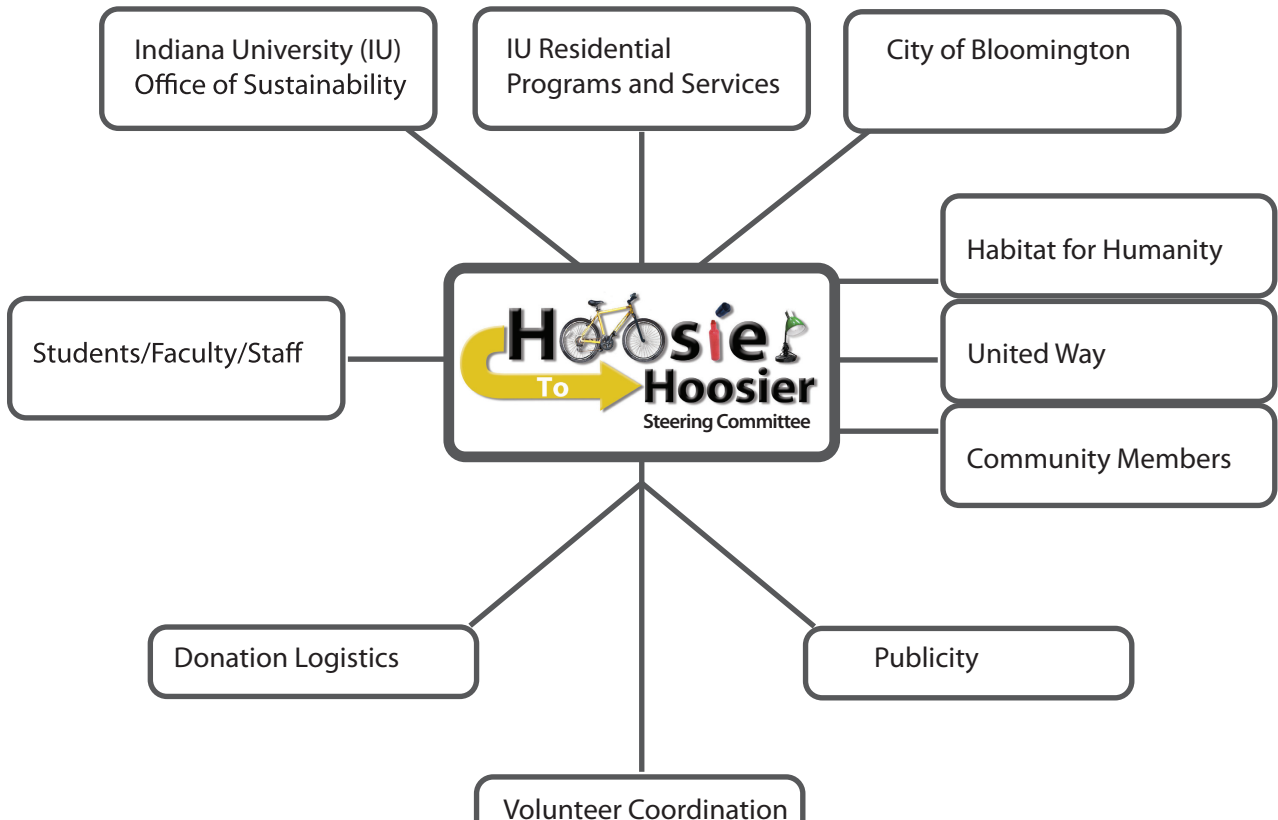 Indiana University (IU)
Office of Sustainability
IU Residential
Programs and Services
City of Bloomington
Habitat for Humanity
Students/Faculty/Staff
Hoosier
To
Hoosier
Steering Committee
United Way
Community Members
Donation Logistics
Publicity
Volunteer Coordination